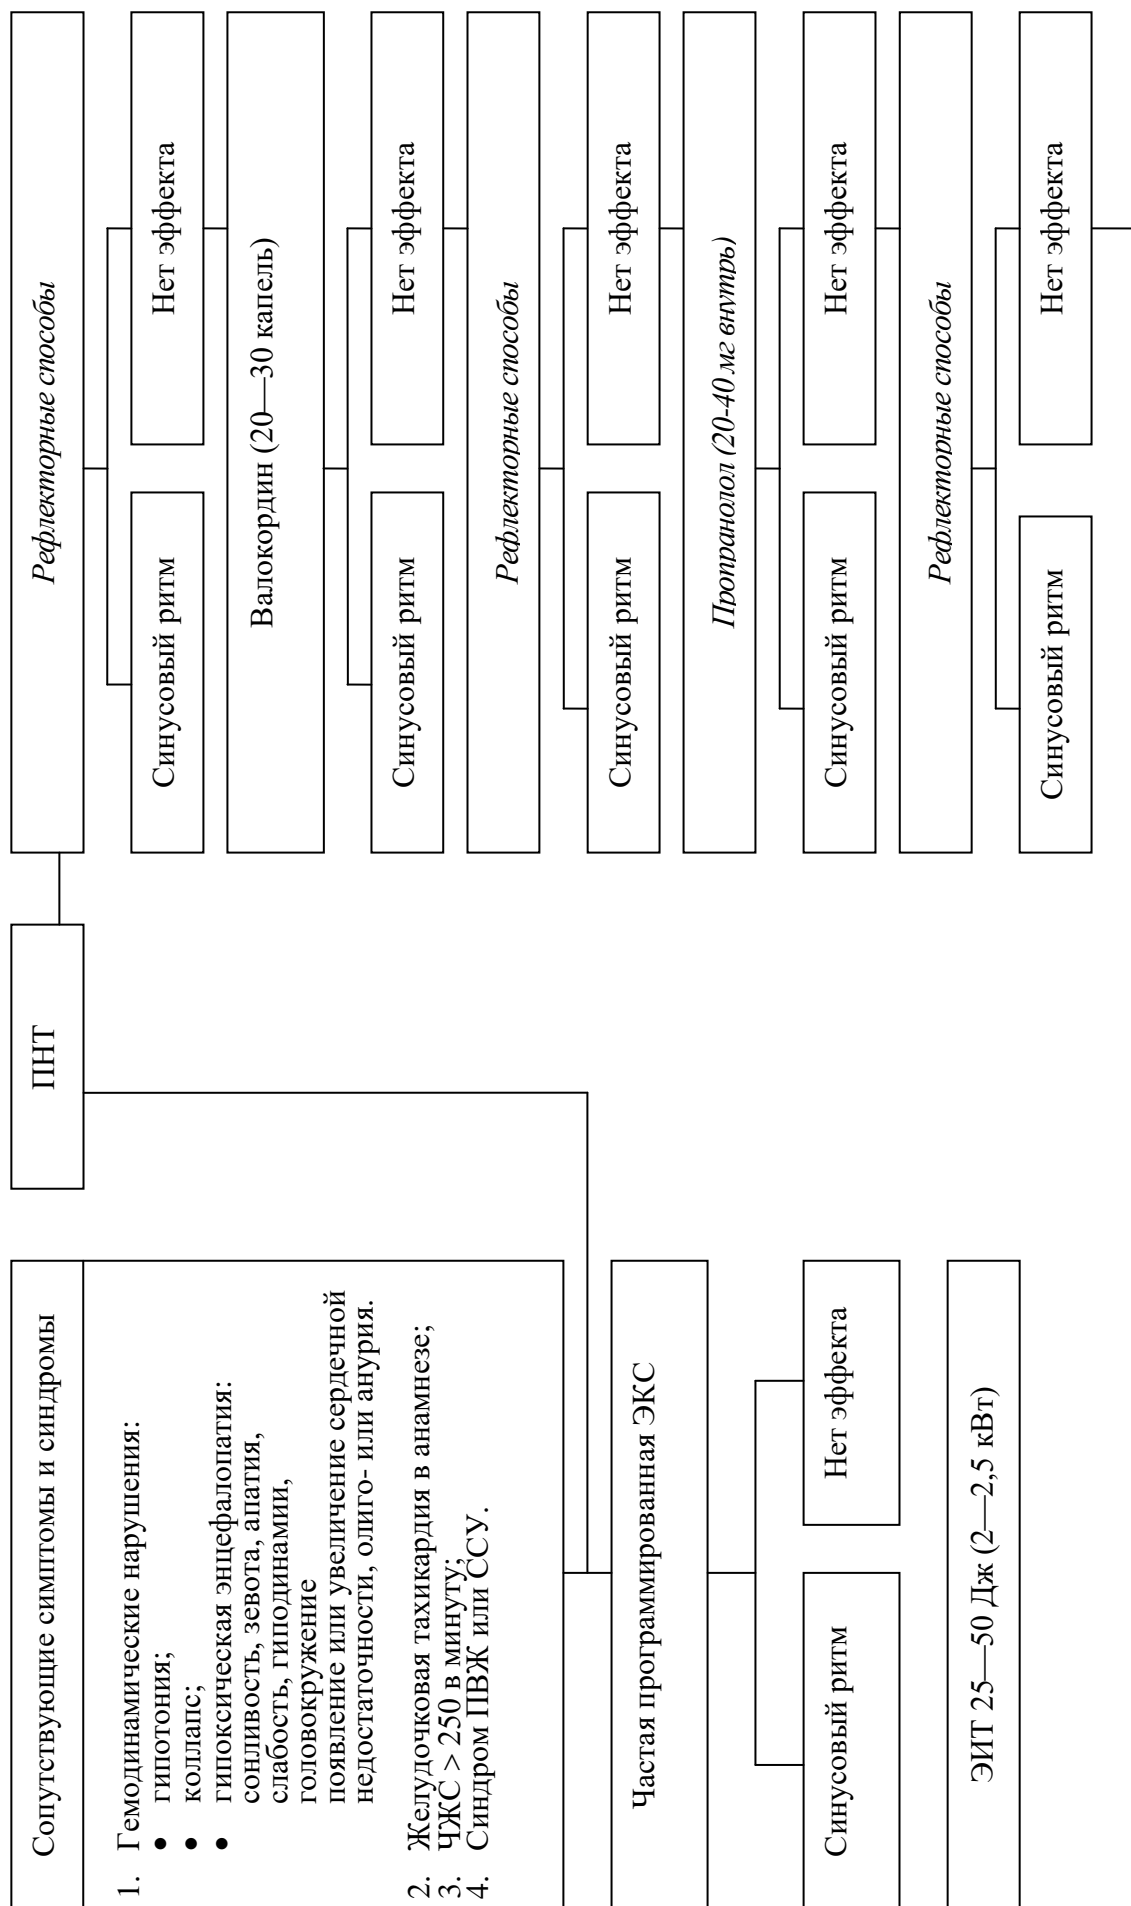 Сопутствующие симптомы и синдромы
1. Гемодинамические нарушения:
• гипотония;
• коллапс;
• гипоксическая энцефалопатия:
сонливость, зевота, апатия,
слабость, гиподинамии,
головокружение
появление или увеличение сердечной
недостаточности, олиго- или анурия.
2. Желудочковая тахикардия в анамнезе;
3. ЧЖС > 250 в минуту;
4. Синдром ПВЖ или ССУ.
Частая программированная ЭКС
Синусовый ритм
Нет эффекта
ЭИТ 25—50 Дж (2—2,5 кВт)
ПНТ
Рефлекторные способы
Синусовый ритм
Нет эффекта
Валокордин (20—30 капель)
Синусовый ритм
Нет эффекта
Рефлекторные способы
Синусовый ритм
Нет эффекта
Пропранолол (20-40 мг внутрь)
Синусовый ритм
Нет эффекта
Рефлекторные способы
Синусовый ритм
Нет эффекта